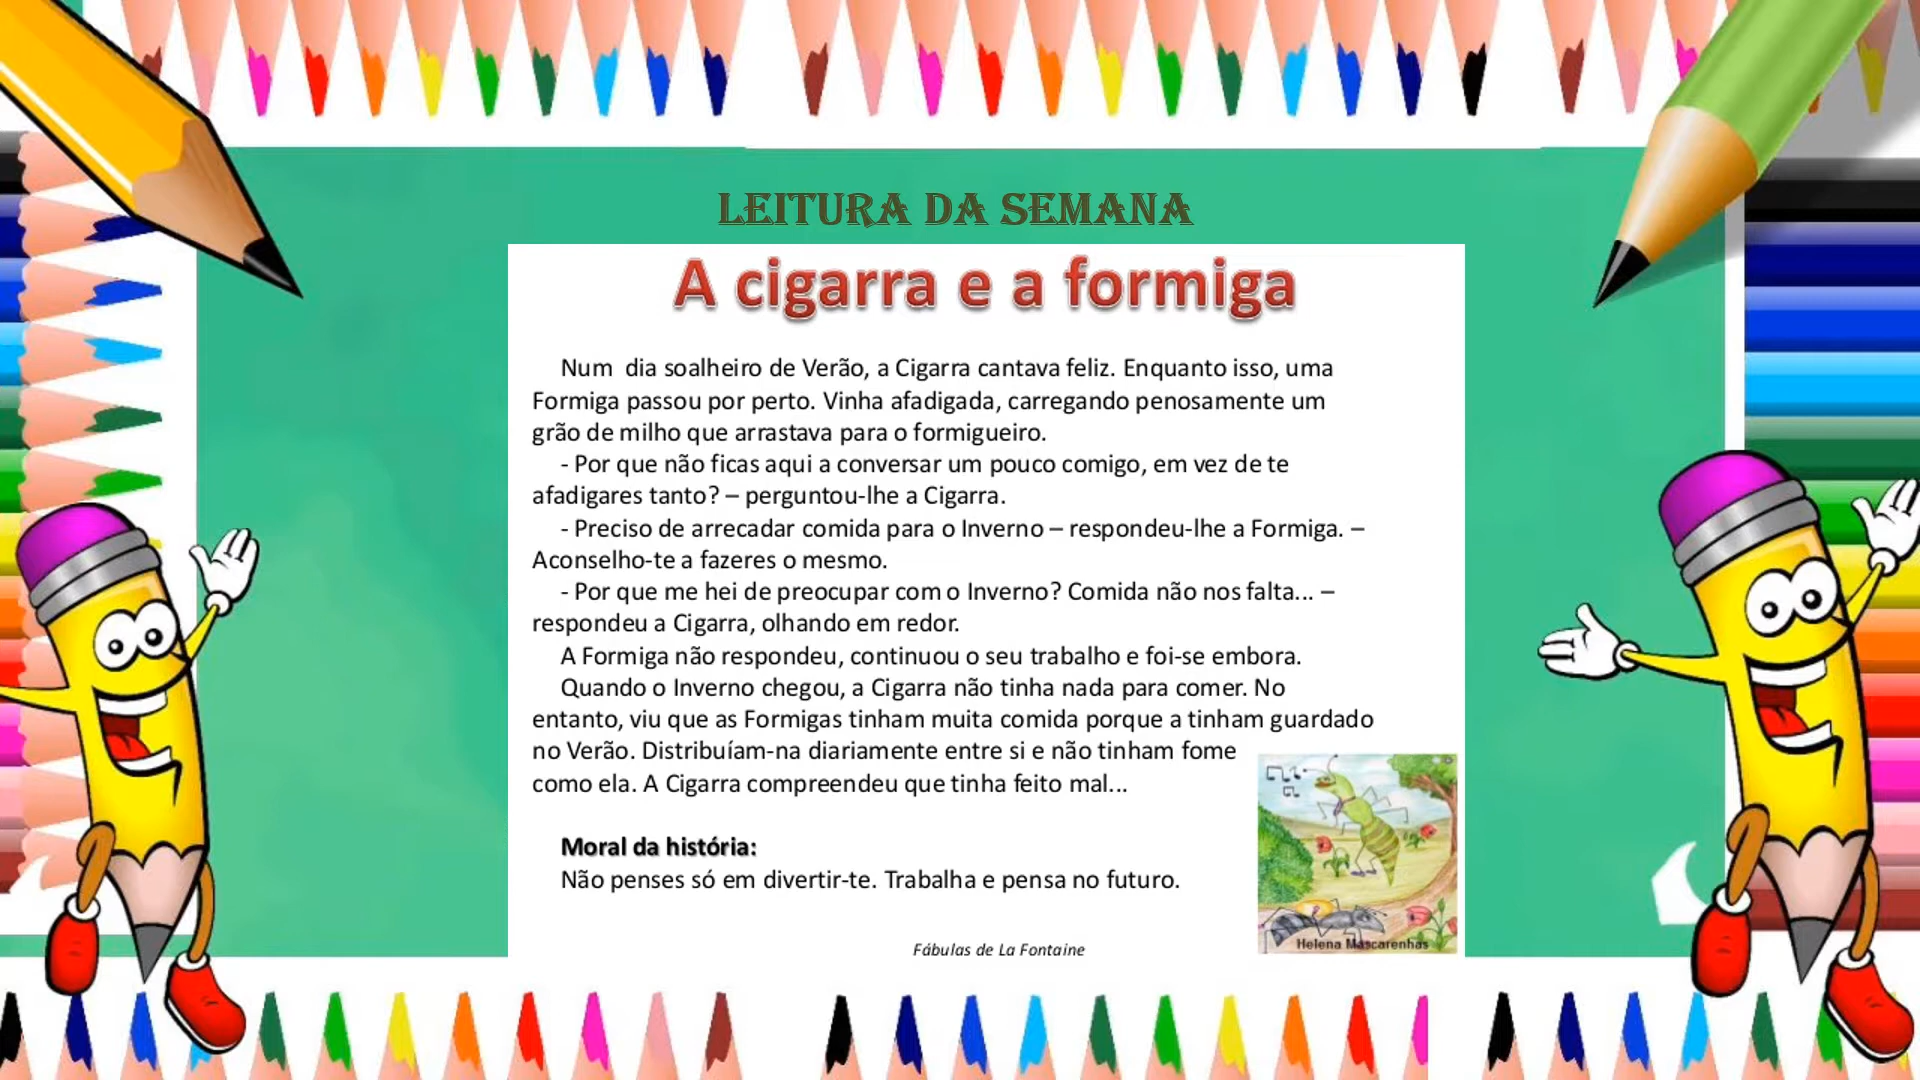 LEITURA DA SEMANA
A cigarra e a formiga
Num dia soalheiro de Verão, a Cigarra cantava feliz. Enquanto isso, uma
Formiga passou por perto. Vinha afadigada, carregando penosamente um
grão de milho que arrastava para o formigueiro.
- Por que não ficas aqui a conversar um pouco comigo, em vez de te
afadigares tanto? – perguntou-lhe a Cigarra.
- Preciso de arrecadar comida para o Inverno – respondeu-lhe a Formiga. –
Aconselho-te a fazeres o mesmo.
- Por que me hei de preocupar com o Inverno? Comida não nos falta... –
respondeu a Cigarra, olhando em redor.
A Formiga não respondeu, continuou o seu trabalho e foi-se embora.
Quando o Inverno chegou, a Cigarra não tinha nada para comer. No
entanto, viu que as Formigas tinham muita comida porque a tinham guardado
no Verão. Distribuíam-na diariamente entre si e não tinham fome
como ela. A Cigarra compreendeu que tinha feito mal...
Moral da história:
Não penses só em divertir-te. Trabalha e pensa no futuro.
Fábulas de La Fontaine
Helena Mascarenhas